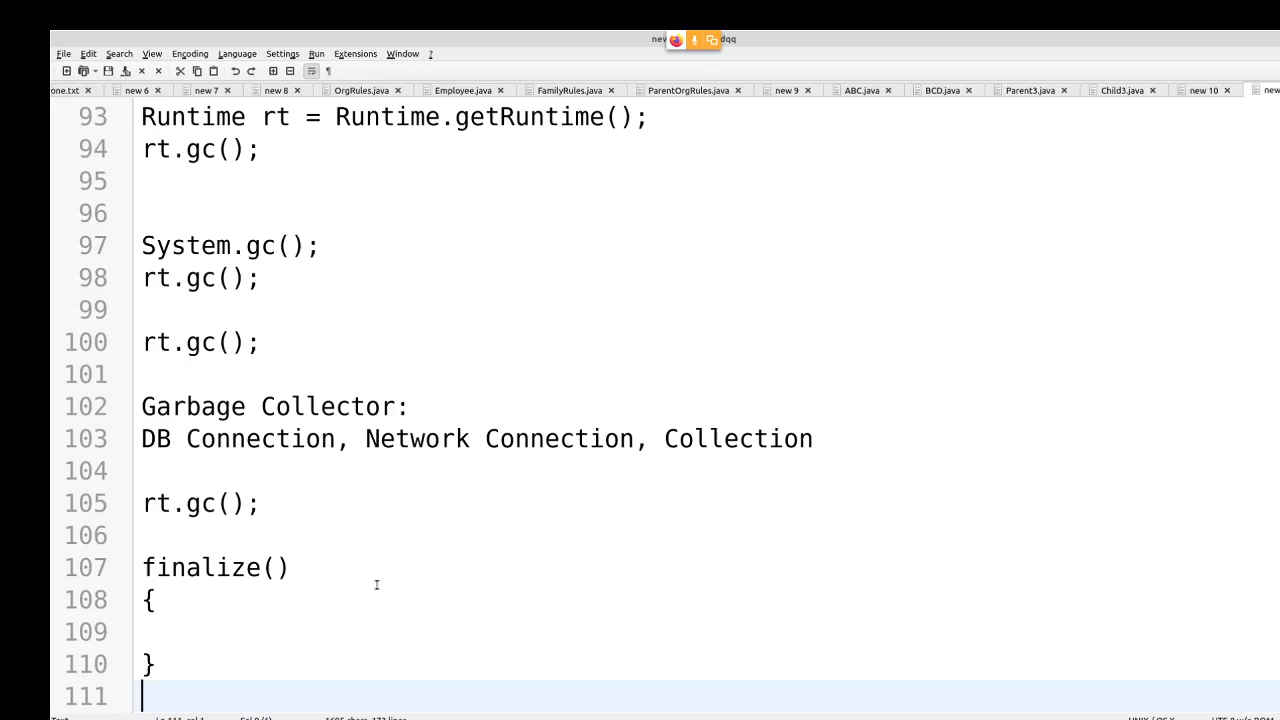 new dqq
File Edit Search View Encoding Language Settings Run Extensions Window ?
one.txt new 6 new 7 new 8 OrgRules.java Employee.java FamilyRules.java ParentOrgRules.java new 9 ABC.java BCD.java Parent3.java Child3.java new 10 new
93 Runtime rt = Runtime.getRuntime();
94 rt.gc();
95
96
97 System.gc();
98 rt.gc();
99
100 rt.gc();
101
102 Garbage Collector:
103 DB Connection, Network Connection, Collection
104
105 rt.gc();
106
107 finalize()
108 {
109
110 }
111